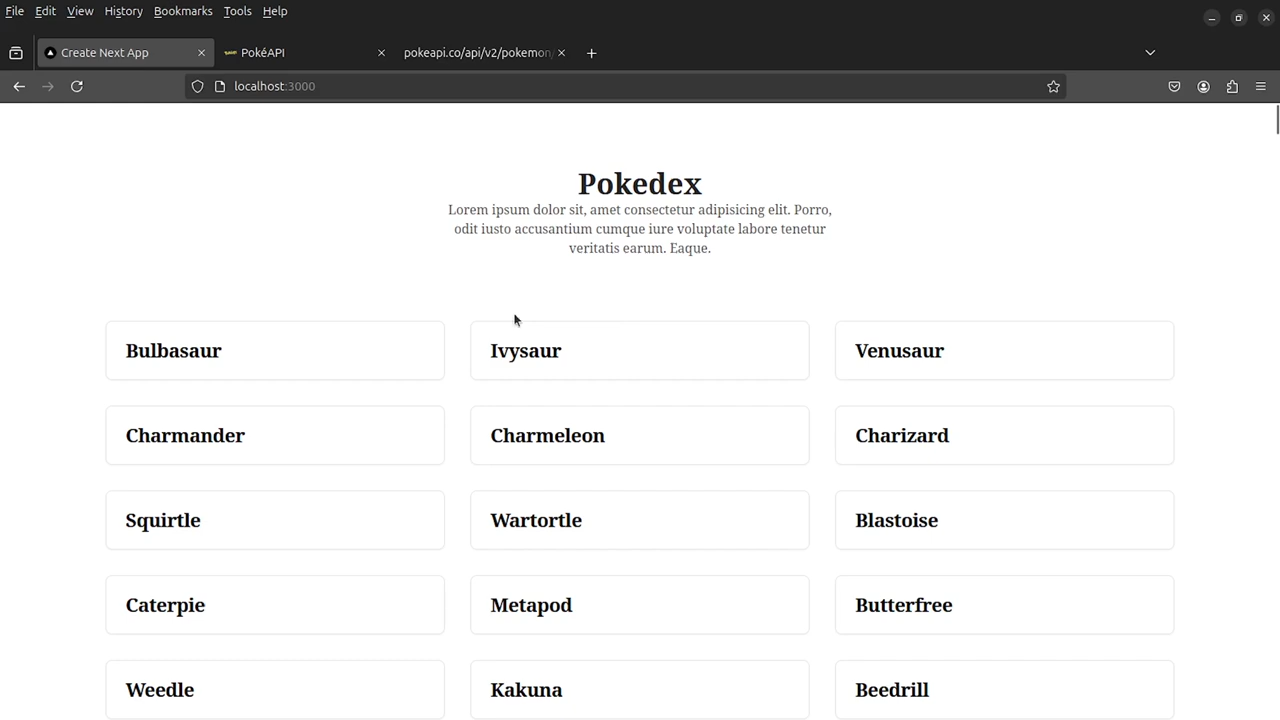 File Edit View History Bookmarks Tools Help
Create Next App PokéAPI pokeapi.co/api/v2/pokemon/
localhost:3000
Pokedex
Lorem ipsum dolor sit, amet consectetur adipisicing elit. Porro,
odit iusto accusantium cumque iure voluptate labore tenetur
veritatis earum. Eaque.
Bulbasaur Ivysaur Venusaur
Charmander Charmeleon Charizard
Squirtle Wartortle Blastoise
Caterpie Metapod Butterfree
Weedle Kakuna Beedrill